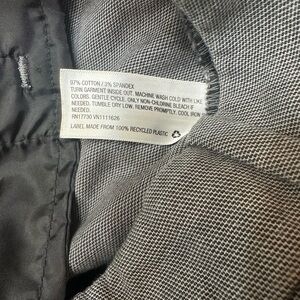 97% COTTON / 3% SPANDEX
TURN GARMENT INSIDE OUT. MACHINE WASH COLD WITH LIKE
COLORS. GENTLE CYCLE. ONLY NON-CHLORINE BLEACH IF
NEEDED. TUMBLE DRY LOW. REMOVE PROMPTLY. COOL IRON IF
NEEDED.
RN17730 VN1111626
LABEL MADE FROM 100% RECYCLED PLASTIC